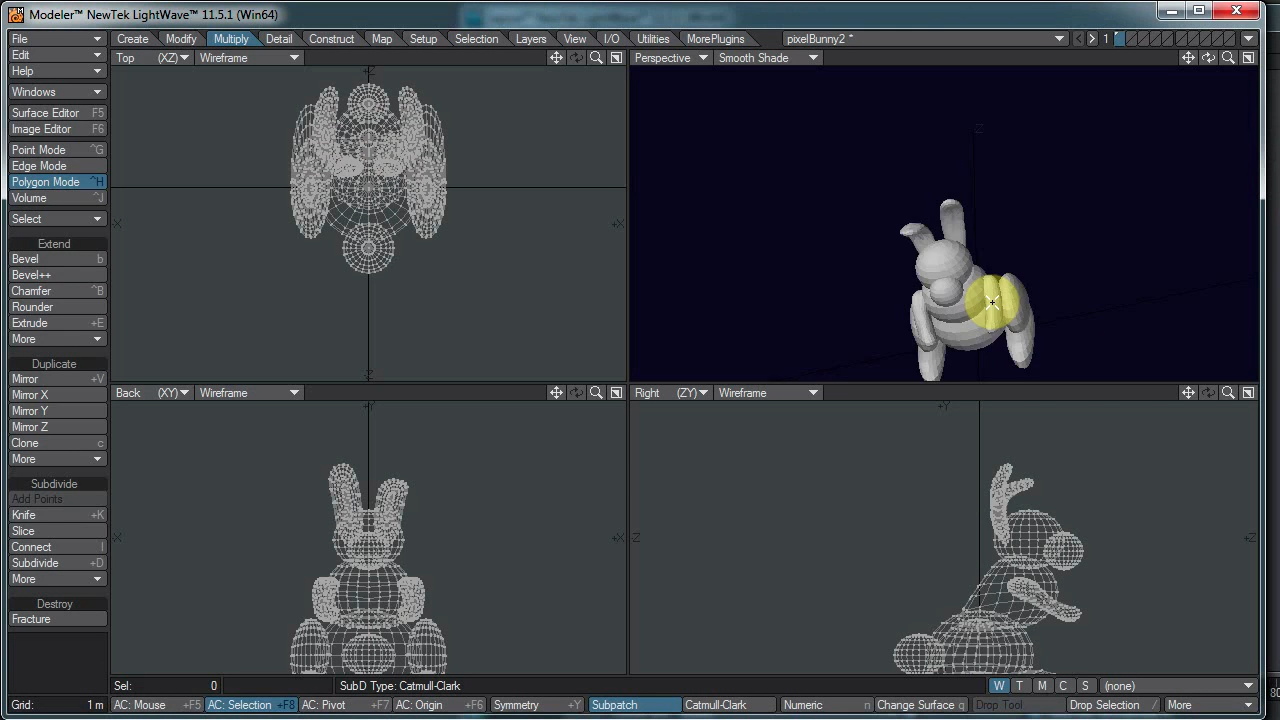 Modeler™ NewTek LightWave™ 11.5.1 (Win64)
File Create Modify Multiply Detail Construct Map Setup Selection Layers View I/O Utilities MorePlugins pixelBunny2 * 1
Edit
Top (XZ) Wireframe Perspective Smooth Shade
Help
Windows
Surface Editor F5
Image Editor F6
Point Mode ^G
Edge Mode
Polygon Mode ^H
Volume ^J
Select
Extend
Bevel b
Bevel++
Chamfer ^B
Rounder
Extrude +E
More
Duplicate
Mirror +V
Mirror X
Mirror Y
Mirror Z
Clone c
More
Subdivide
Add Points
Knife +K
Slice
Connect l
Subdivide +D
More
Destroy
Fracture
Z
-X +X
-Z
Z
Back (XY) Wireframe Right (ZY) Wireframe
+Y +Y
-X +X -Z +Z
Sel: 0 SubD Type: Catmull-Clark W T M C S (none)
Grid: 1 m AC: Mouse +F5 AC: Selection +F8 AC: Pivot +F7 AC: Origin +F6 Symmetry +Y Subpatch Catmull-Clark Numeric n Change Surface q Drop Tool Drop Selection / More